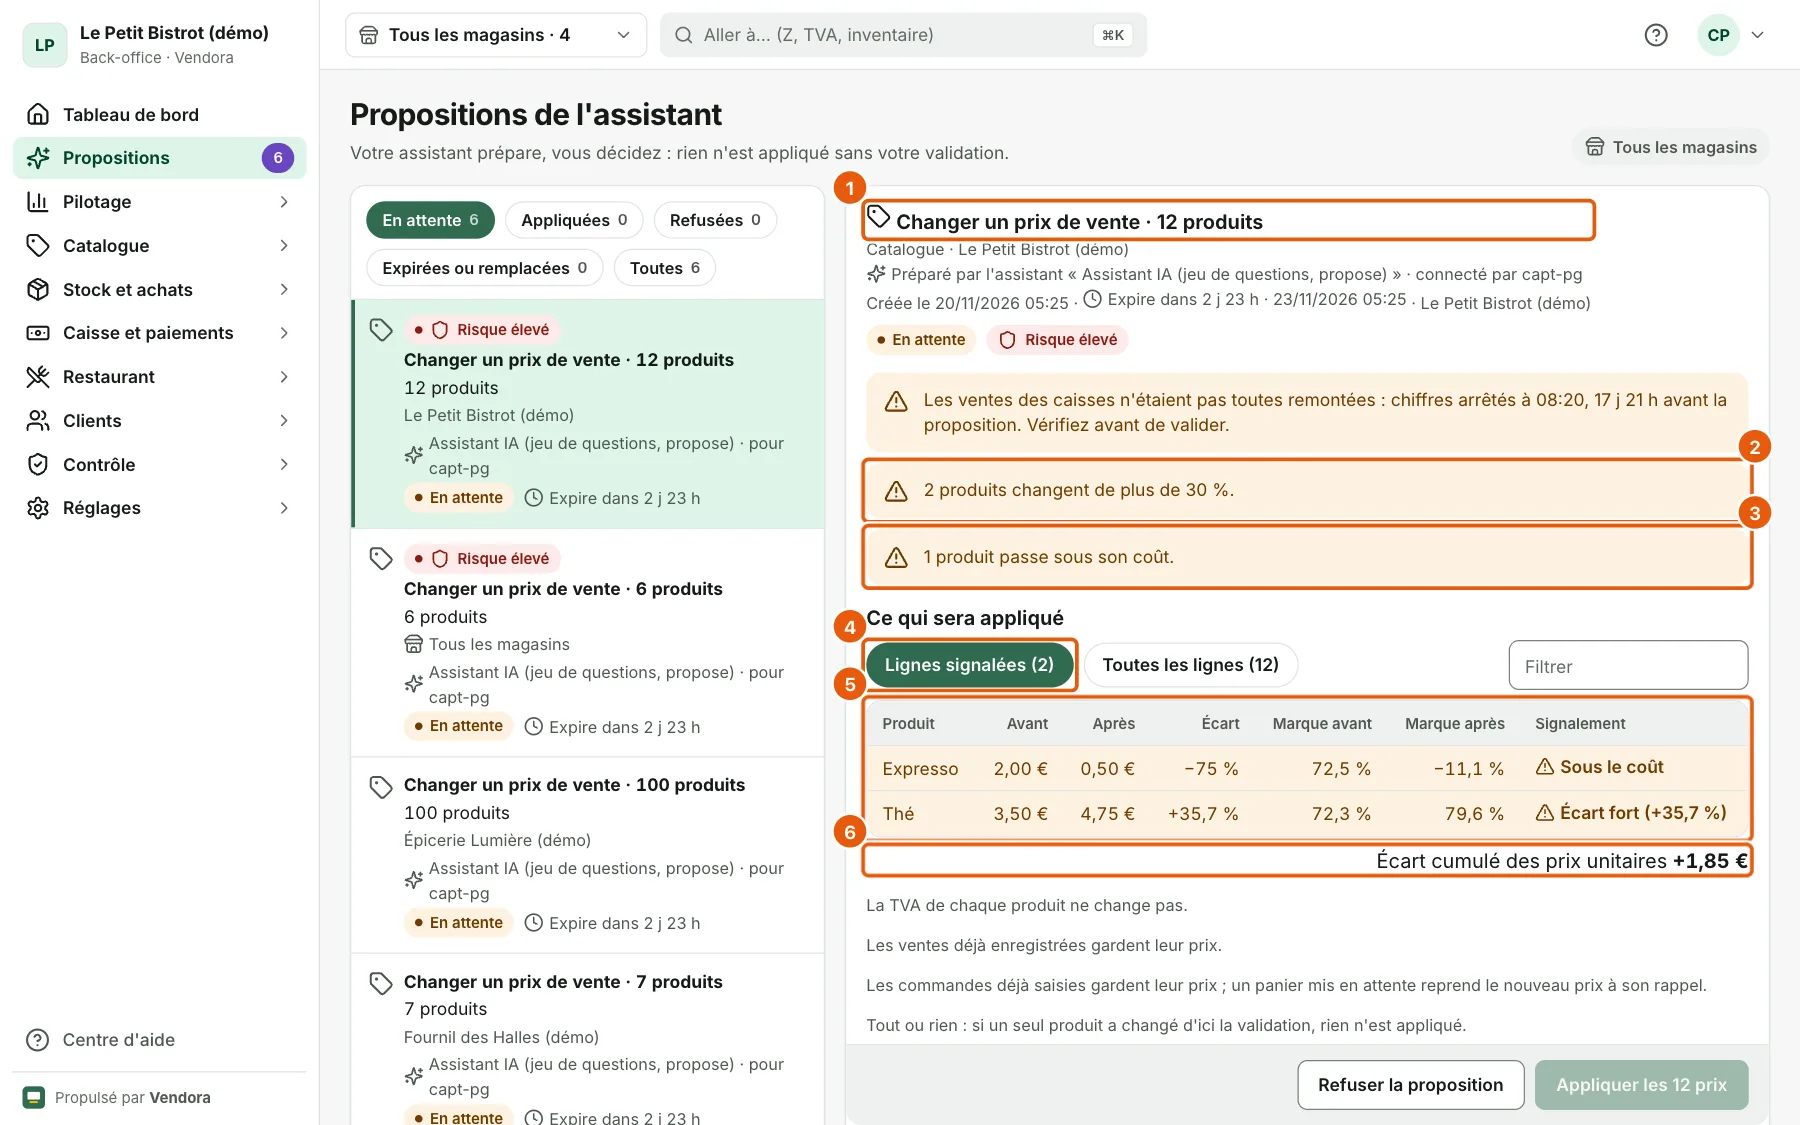 LP
Le Petit Bistrot (démo)
Back-office · Vendora
Tableau de bord
Propositions
6
Pilotage
Catalogue
Stock et achats
Caisse et paiements
Restaurant
Clients
Contrôle
Réglages
Centre d'aide
Propulsé par Vendora
Tous les magasins · 4
Aller à... (Z, TVA, inventaire)
⌘K
CP
Propositions de l'assistant
Votre assistant prépare, vous décidez : rien n'est appliqué sans votre validation.
Tous les magasins
En attente 6
Appliquées 0
Refusées 0
Expirées ou remplacées 0
Toutes 6
Risque élevé
Changer un prix de vente · 12 produits
12 produits
Le Petit Bistrot (démo)
Assistant IA (jeu de questions, propose) · pour
capt-pg
En attente
Expire dans 2 j 23 h
Risque élevé
Changer un prix de vente · 6 produits
6 produits
Tous les magasins
Assistant IA (jeu de questions, propose) · pour
capt-pg
En attente
Expire dans 2 j 23 h
Changer un prix de vente · 100 produits
100 produits
Épicerie Lumière (démo)
Assistant IA (jeu de questions, propose) · pour
capt-pg
En attente
Expire dans 2 j 23 h
Changer un prix de vente · 7 produits
7 produits
Fournil des Halles (démo)
Assistant IA (jeu de questions, propose) · pour
capt-pg
En attente
Expire dans 2 j 23 h
1
Changer un prix de vente · 12 produits
Catalogue · Le Petit Bistrot (démo)
Préparé par l'assistant « Assistant IA (jeu de questions, propose) » · connecté par capt-pg
Créée le 20/11/2026 05:25 · Expire dans 2 j 23 h · 23/11/2026 05:25 · Le Petit Bistrot (démo)
En attente
Risque élevé
Les ventes des caisses n'étaient pas toutes remontées : chiffres arrêtés à 08:20, 17 j 21 h avant la
proposition. Vérifiez avant de valider.
2
2 produits changent de plus de 30 %.
3
1 produit passe sous son coût.
Ce qui sera appliqué
4
Lignes signalées (2)
Toutes les lignes (12)
Filtrer
5
Produit Avant Après Écart Marque avant Marque après Signalement
Expresso 2,00 € 0,50 € −75 % 72,5 % −11,1 % Sous le coût
Thé 3,50 € 4,75 € +35,7 % 72,3 % 79,6 % Écart fort (+35,7 %)
6
Écart cumulé des prix unitaires +1,85 €
La TVA de chaque produit ne change pas.
Les ventes déjà enregistrées gardent leur prix.
Les commandes déjà saisies gardent leur prix ; un panier mis en attente reprend le nouveau prix à son rappel.
Tout ou rien : si un seul produit a changé d'ici la validation, rien n'est appliqué.
Refuser la proposition
Appliquer les 12 prix